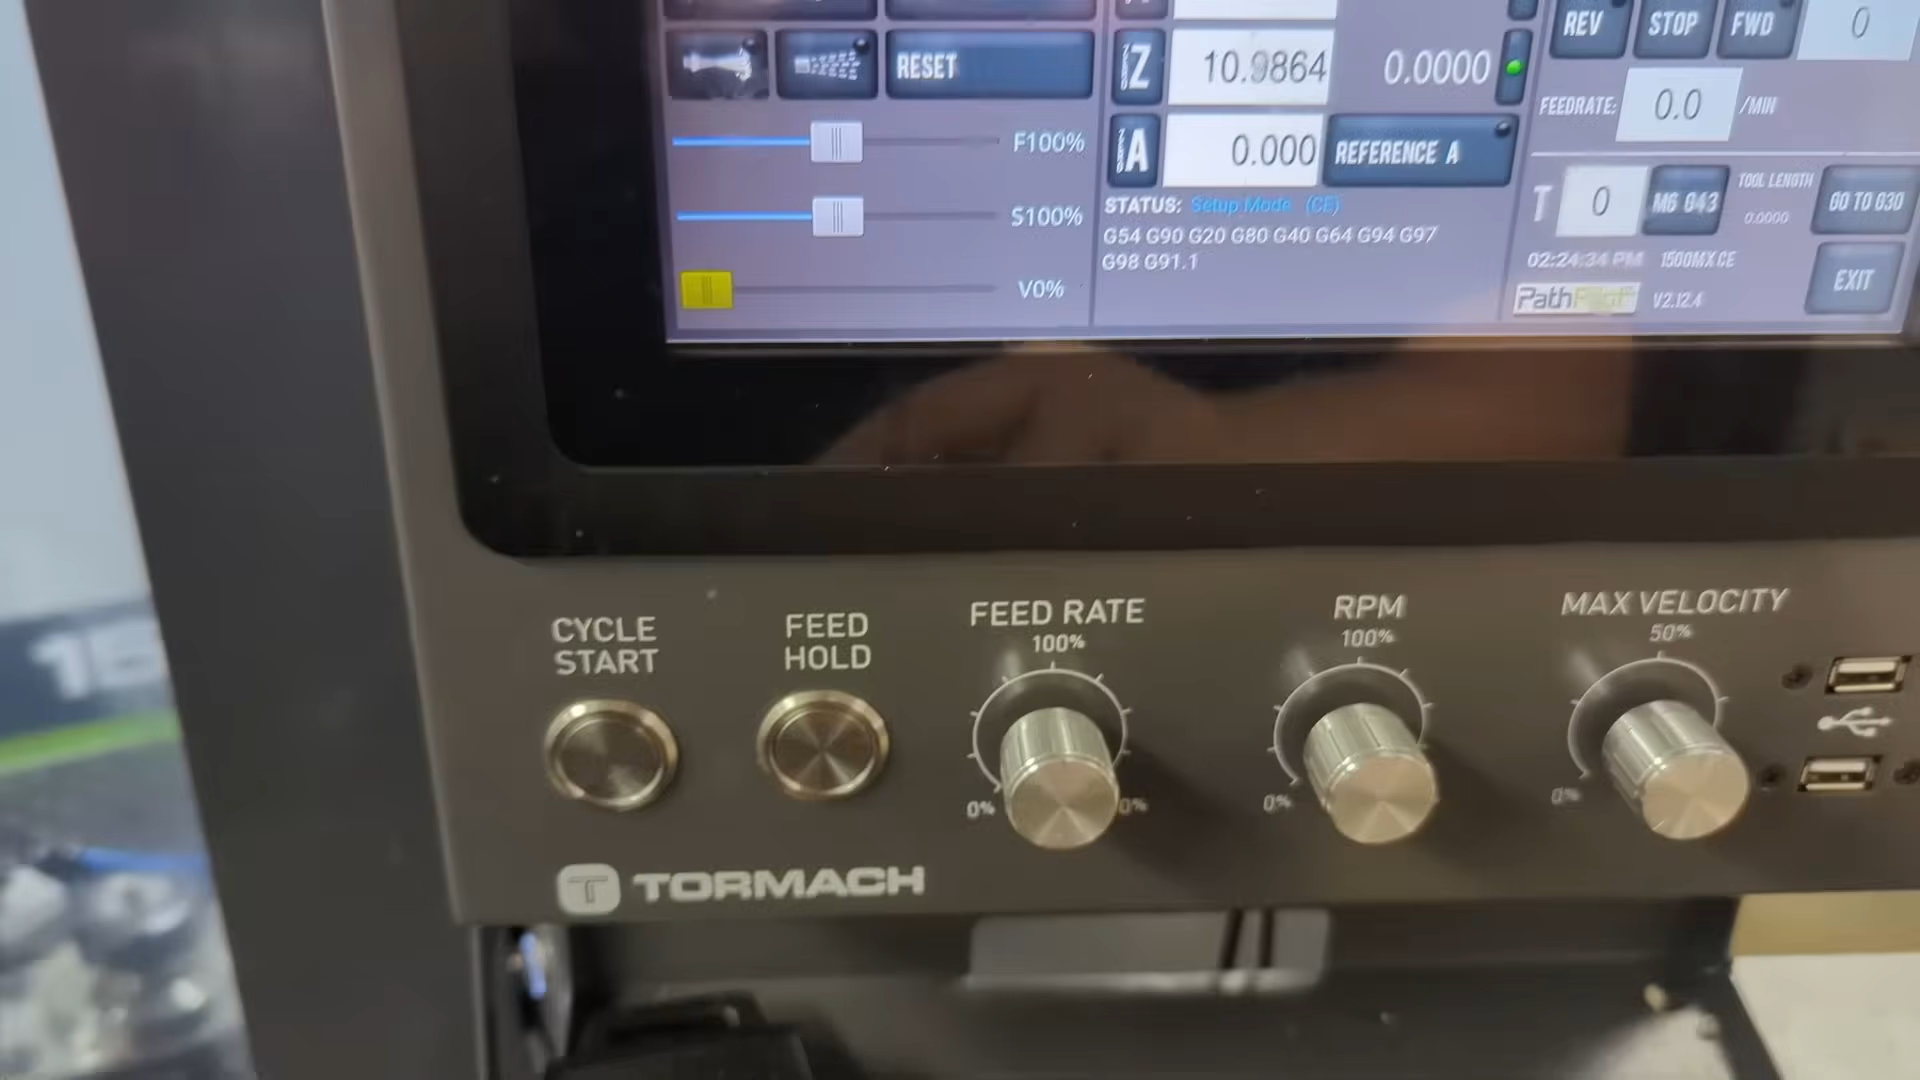 REV STOP FWD 0
RESET
Z 10.9864 0.0000
FEEDRATE: 0.0 /MIN
F100%
A 0.000 REFERENCE A
S100%
STATUS: Setup Mode (CE)
G54 G90 G20 G80 G40 G64 G94 G97
G98 G91.1
T 0 M6 G43 TOOL LENGTH 0.0000 GO TO G30
02:24:34 PM 1500MX CE
V0%
PathPilot V2.12.4
EXIT
CYCLE
START
FEED
HOLD
FEED RATE
100%
0% 0%
RPM
100%
0%
MAX VELOCITY
50%
0%
TORMACH